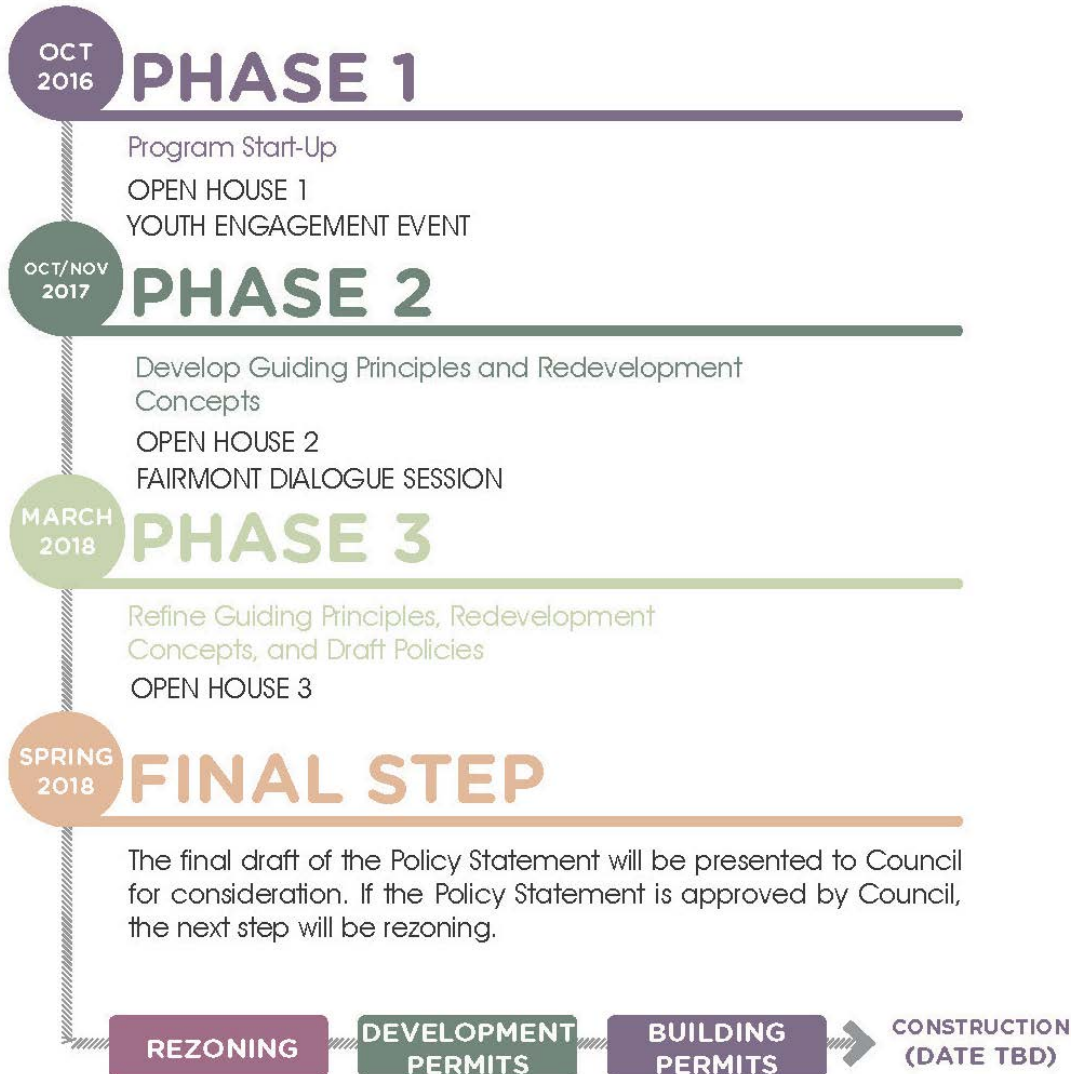 OCT
2016
PHASE 1
Program Start-Up
OPEN HOUSE 1
YOUTH ENGAGEMENT EVENT
OCT/NOV
2017
PHASE 2
Develop Guiding Principles and Redevelopment
Concepts
OPEN HOUSE 2
FAIRMONT DIALOGUE SESSION
MARCH
2018
PHASE 3
Refine Guiding Principles, Redevelopment
Concepts, and Draft Policies
OPEN HOUSE 3
SPRING
2018
FINAL STEP
The final draft of the Policy Statement will be presented to Council
for consideration. If the Policy Statement is approved by Council,
the next step will be rezoning.
REZONING
DEVELOPMENT
PERMITS
BUILDING
PERMITS
CONSTRUCTION
(DATE TBD)